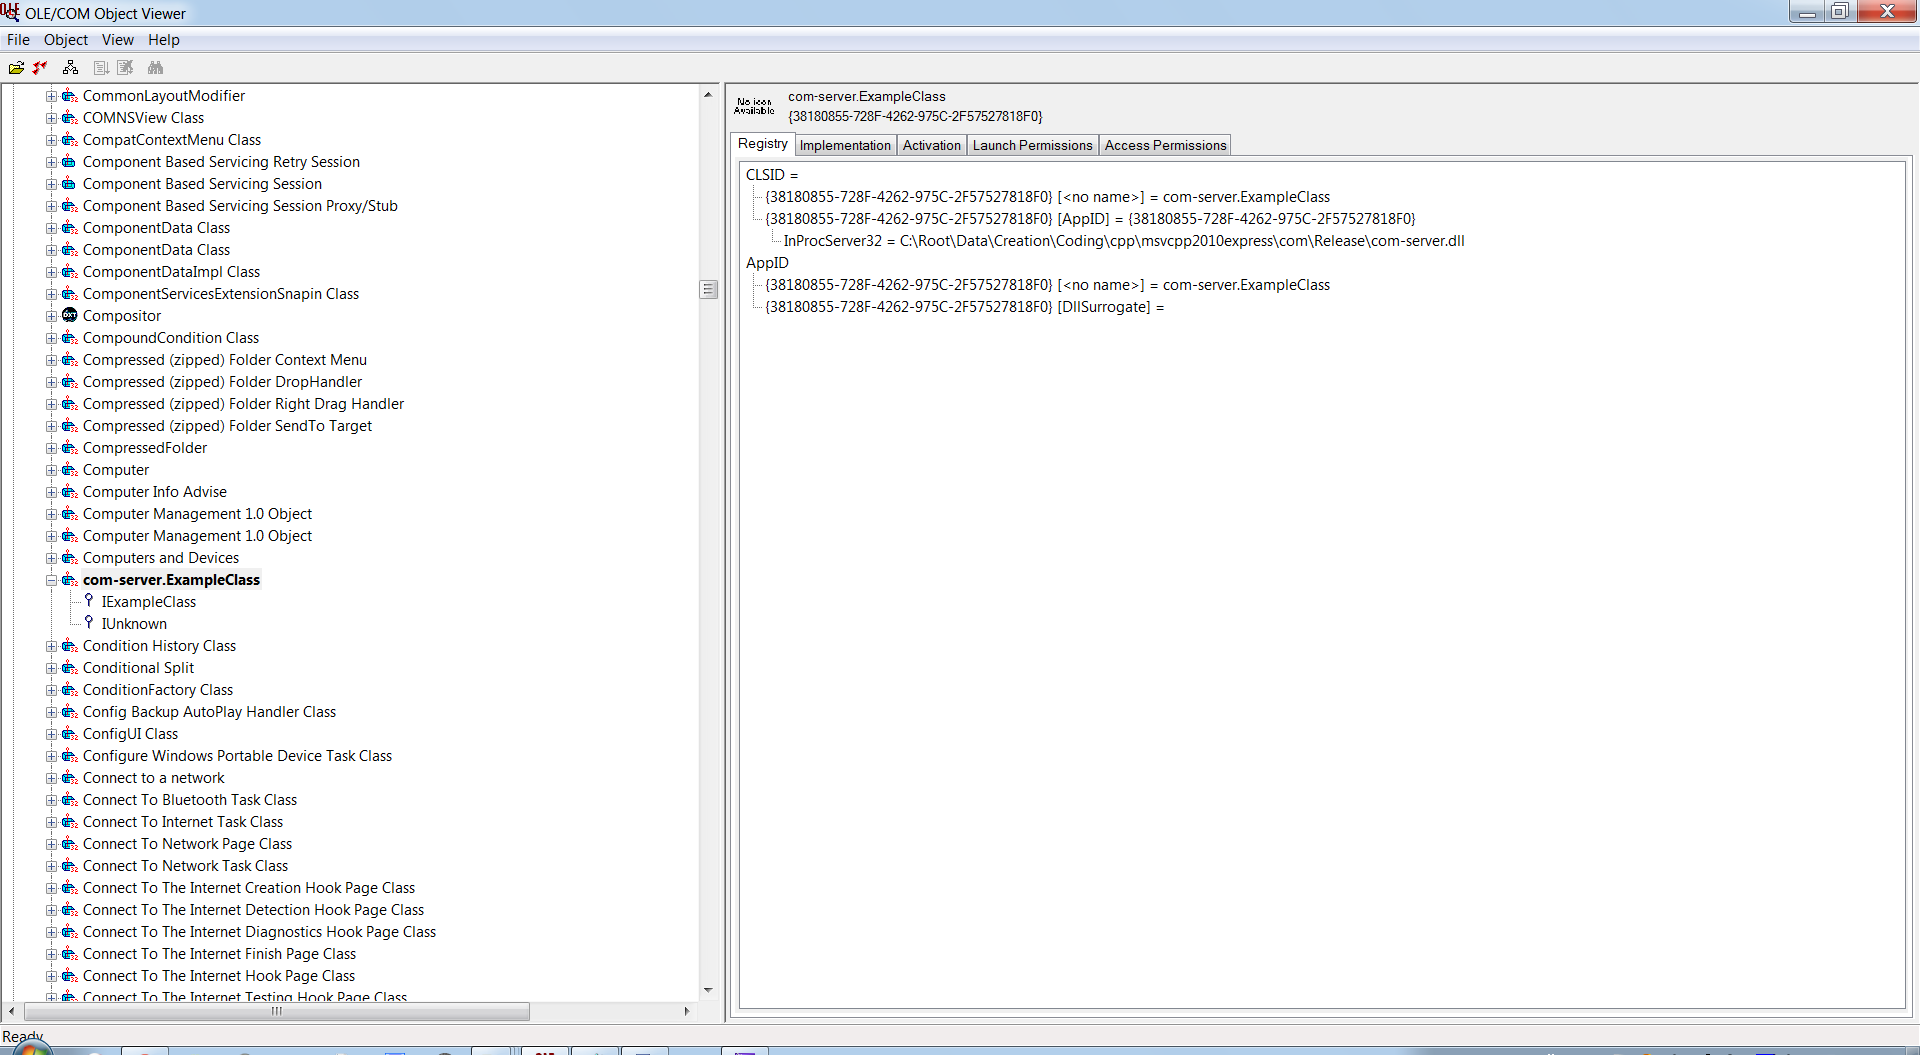 OLE/COM Object Viewer
File Object View Help
CommonLayoutModifier
COMNSView Class
CompatContextMenu Class
Component Based Servicing Retry Session
Component Based Servicing Session
Component Based Servicing Session Proxy/Stub
ComponentData Class
ComponentData Class
ComponentDataImpl Class
ComponentServicesExtensionSnapin Class
Compositor
CompoundCondition Class
Compressed (zipped) Folder Context Menu
Compressed (zipped) Folder DropHandler
Compressed (zipped) Folder Right Drag Handler
Compressed (zipped) Folder SendTo Target
CompressedFolder
Computer
Computer Info Advise
Computer Management 1.0 Object
Computer Management 1.0 Object
Computers and Devices
com-server.ExampleClass
IExampleClass
IUnknown
Condition History Class
Conditional Split
ConditionFactory Class
Config Backup AutoPlay Handler Class
ConfigUI Class
Configure Windows Portable Device Task Class
Connect to a network
Connect To Bluetooth Task Class
Connect To Internet Task Class
Connect To Network Page Class
Connect To Network Task Class
Connect To The Internet Creation Hook Page Class
Connect To The Internet Detection Hook Page Class
Connect To The Internet Diagnostics Hook Page Class
Connect To The Internet Finish Page Class
Connect To The Internet Hook Page Class
Connect To The Internet Testing Hook Page Class
No icon
Available
com-server.ExampleClass
{38180855-728F-4262-975C-2F57527818F0}
Registry Implementation Activation Launch Permissions Access Permissions
CLSID =
{38180855-728F-4262-975C-2F57527818F0} [<no name>] = com-server.ExampleClass
{38180855-728F-4262-975C-2F57527818F0} [AppID] = {38180855-728F-4262-975C-2F57527818F0}
InProcServer32 = C:\Root\Data\Creation\Coding\cpp\msvcpp2010express\com\Release\com-server.dll
AppID
{38180855-728F-4262-975C-2F57527818F0} [<no name>] = com-server.ExampleClass
{38180855-728F-4262-975C-2F57527818F0} [DllSurrogate] =
Ready